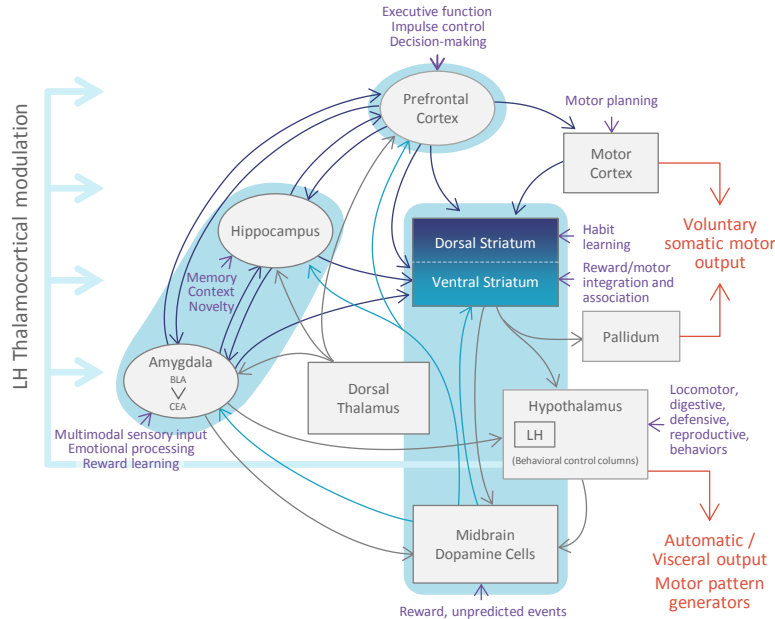 Executive function
Impulse control
Decision-making
Prefrontal
Cortex
Motor planning
Motor
Cortex
LH Thalamocortical modulation
Hippocampus
Memory
Context
Novelty
Dorsal Striatum
Ventral Striatum
Habit
learning
Reward/motor
integration and
association
Voluntary
somatic motor
output
Pallidum
Amygdala
BLA
CEA
Multimodal sensory input
Emotional processing
Reward learning
Dorsal
Thalamus
Hypothalamus
LH
(Behavioral control columns)
Locomotor,
digestive,
defensive,
reproductive,
behaviors
Midbrain
Dopamine Cells
Reward, unpredicted events
Automatic /
Visceral output
Motor pattern
generators